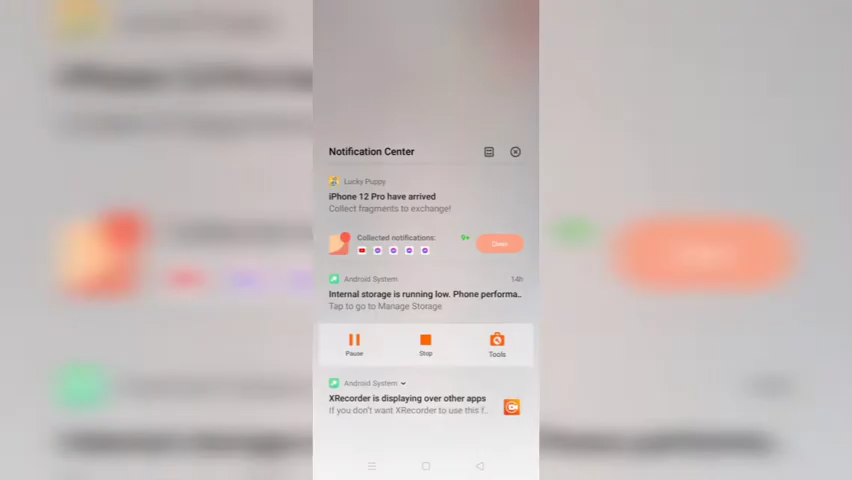 Notification Center
Lucky Puppy
iPhone 12 Pro have arrived
Collect fragments to exchange!
Collected notifications:
9+
Android System
14h
Internal storage is running low. Phone performa..
Tap to go to Manage Storage.
Pause
Stop
Tools
Android System
XRecorder is displaying over other apps
If you don't want XRecorder to use this f..